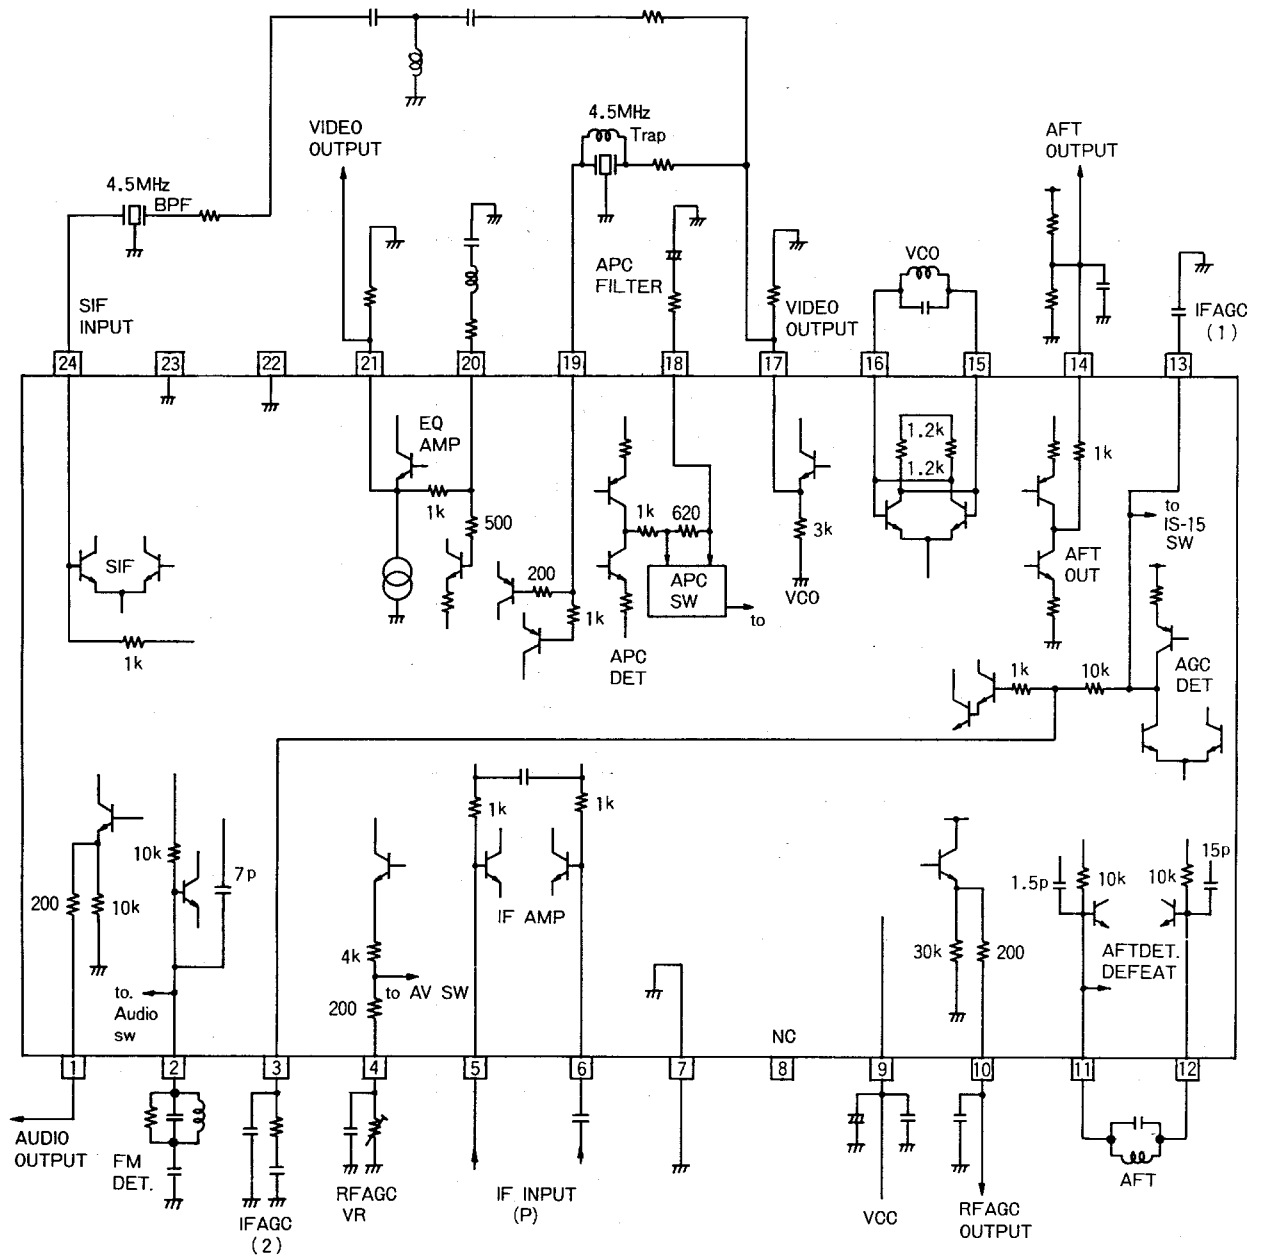 VIDEO
OUTPUT
4.5MHz
Trap
AFT
OUTPUT
4.5MHz
BPF
SIF
INPUT
APC
FILTER
VIDEO
OUTPUT
VCO
IFAGC
(1)
24
23
22
21
20
19
18
17
16
15
14
13
EQ
AMP
1k
500
SIF
1k
200
1k
1k
620
APC
SW
to
APC
DET
3k
VCO
1.2k
1.2k
1k
AFT
OUT
to
IS-15
SW
AGC
DET
1k
10k
200
10k
10k
7p
to.
Audio
sw
4k
200
to AV SW
1k
1k
IF AMP
NC
30k
200
1.5p
10k
10k
15p
AFTDET.
DEFEAT
1
2
3
4
5
6
7
8
9
10
11
12
AUDIO
OUTPUT
FM
DET.
IFAGC
(2)
RFAGC
VR
IF INPUT
(P)
VCC
RFAGC
OUTPUT
AFT